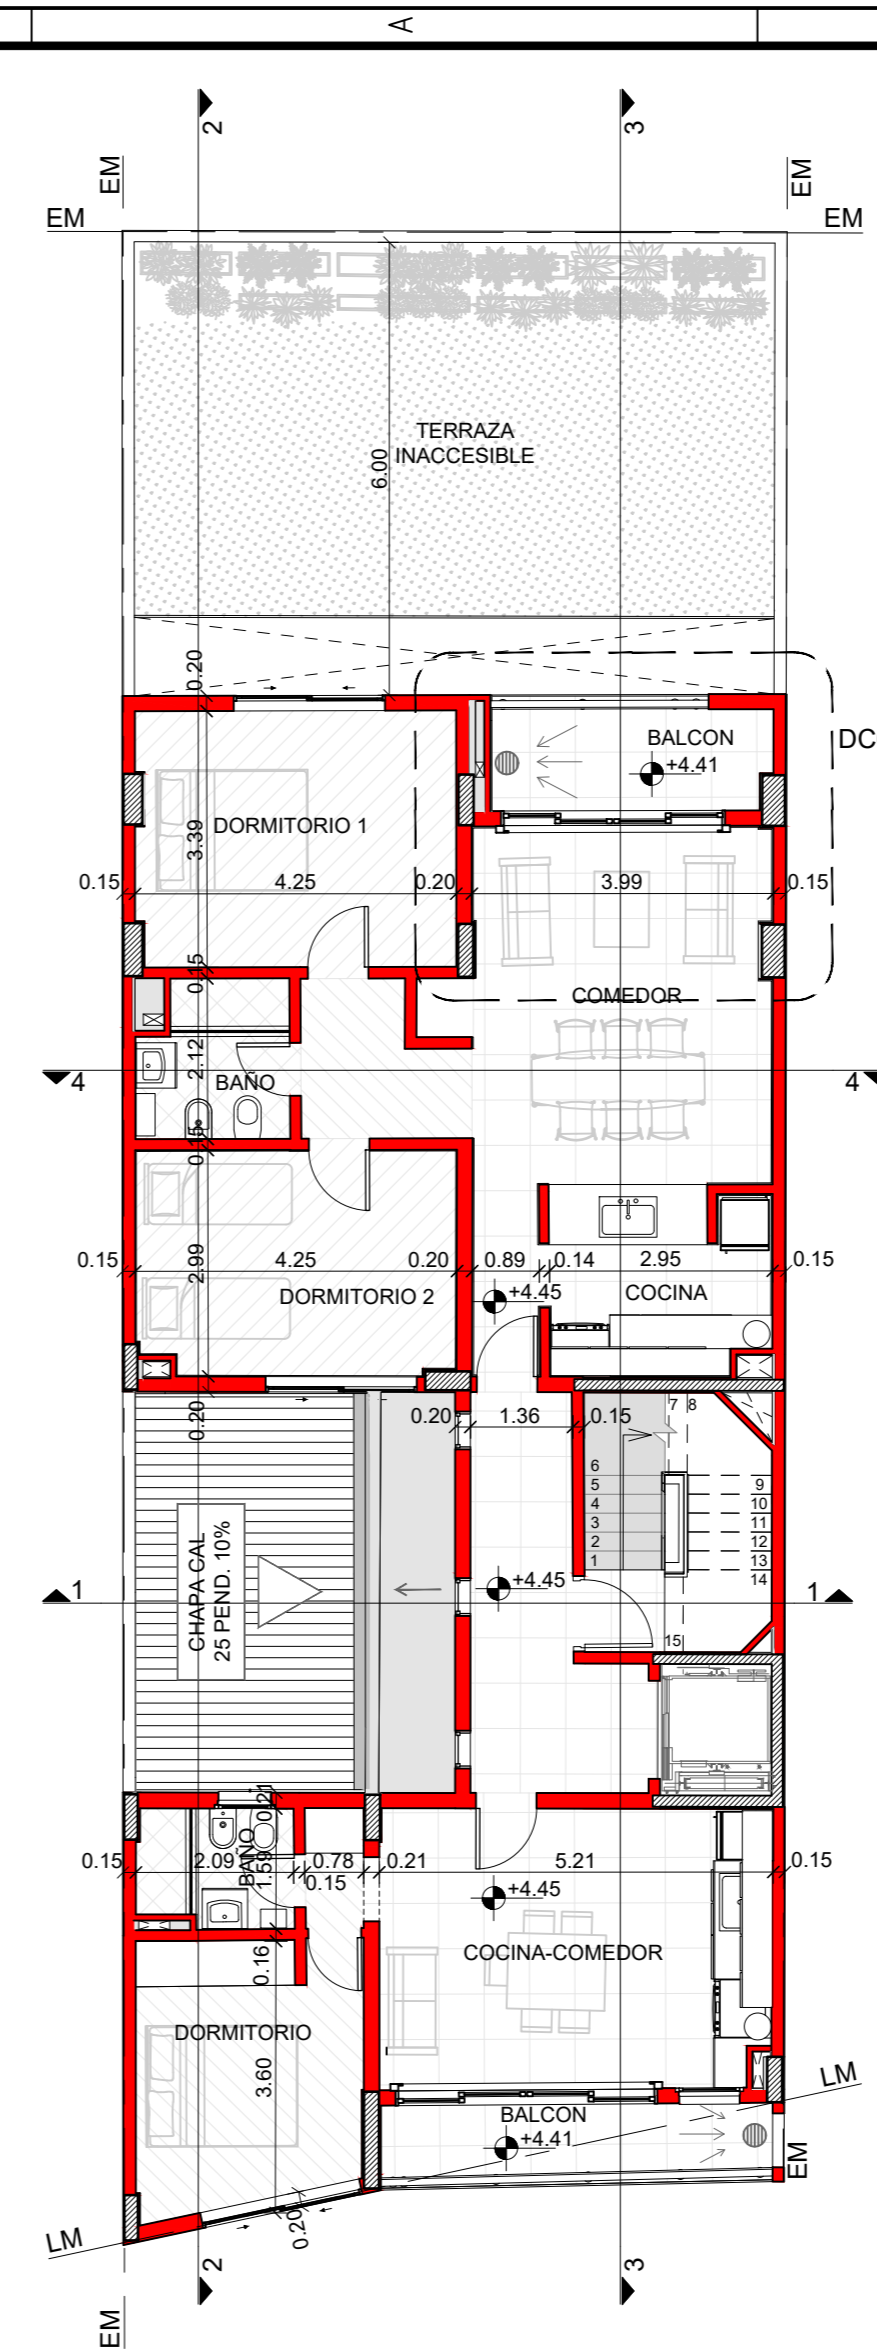 A
2
3
EM
EM
EM
EM
TERRAZA
INACCESIBLE
6.00
0.20
BALCON
+4.41
DC
DORMITORIO 1
3.39
0.15
4.25
0.20
3.99
0.15
0.15
COMEDOR
4
2.12
BAÑO
4
0.15
0.15
4.25
0.20
0.89
0.14
2.95
0.15
2.99
DORMITORIO 2
+4.45
COCINA
0.20
0.20
1.36
0.15
7
8
6
5
4
3
2
1
9
10
11
12
13
14
15
CHAPA CAL
25 PEND. 10%
1
+4.45
1
0.21
0.15
2.09
BAÑO
1.59
0.78
0.15
0.21
5.21
0.15
+4.45
0.16
COCINA-COMEDOR
DORMITORIO
3.60
LM
BALCON
+4.41
EM
0.20
LM
2
3
EM